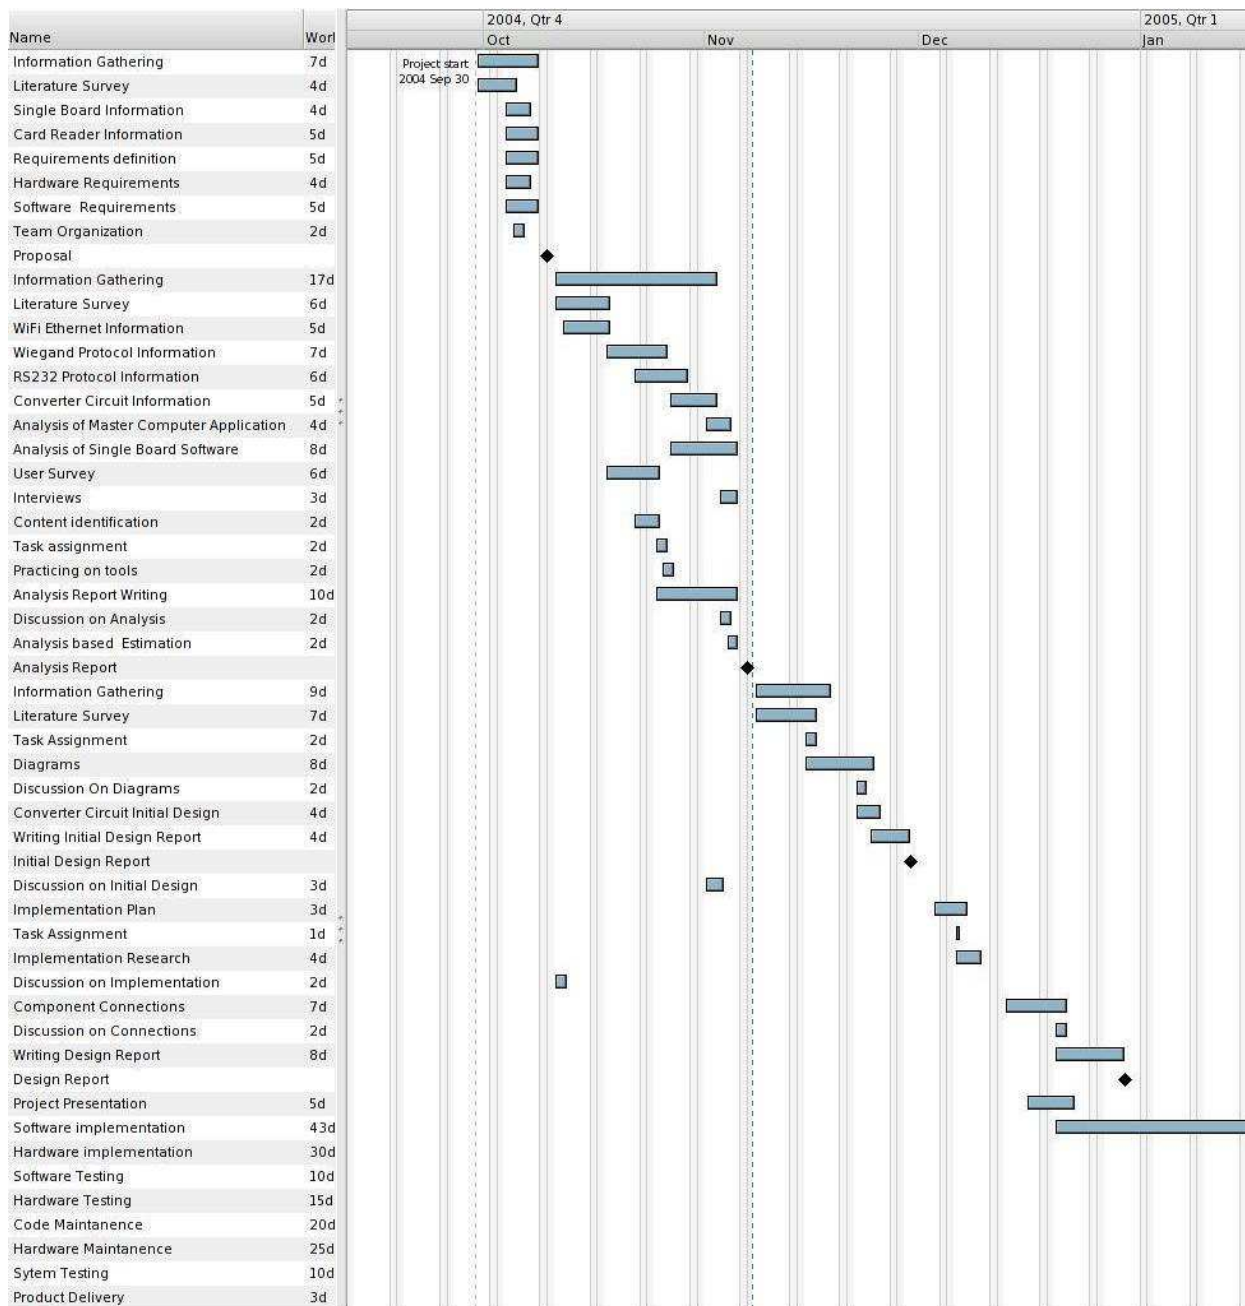 2004, Qtr 4 2005, Qtr 1
Name Work Oct Nov Dec Jan
Information Gathering 7d Project start
2004 Sep 30
Literature Survey 4d
Single Board Information 4d
Card Reader Information 5d
Requirements definition 5d
Hardware Requirements 4d
Software Requirements 5d
Team Organization 2d
Proposal
Information Gathering 17d
Literature Survey 6d
WiFi Ethernet Information 5d
Wiegand Protocol Information 7d
RS232 Protocol Information 6d
Converter Circuit Information 5d
Analysis of Master Computer Application 4d
Analysis of Single Board Software 8d
User Survey 6d
Interviews 3d
Content identification 2d
Task assignment 2d
Practicing on tools 2d
Analysis Report Writing 10d
Discussion on Analysis 2d
Analysis based Estimation 2d
Analysis Report
Information Gathering 9d
Literature Survey 7d
Task Assignment 2d
Diagrams 8d
Discussion On Diagrams 2d
Converter Circuit Initial Design 4d
Writing Initial Design Report 4d
Initial Design Report
Discussion on Initial Design 3d
Implementation Plan 3d
Task Assignment 1d
Implementation Research 4d
Discussion on Implementation 2d
Component Connections 7d
Discussion on Connections 2d
Writing Design Report 8d
Design Report
Project Presentation 5d
Software implementation 43d
Hardware implementation 30d
Software Testing 10d
Hardware Testing 15d
Code Maintanence 20d
Hardware Maintanence 25d
Sytem Testing 10d
Product Delivery 3d